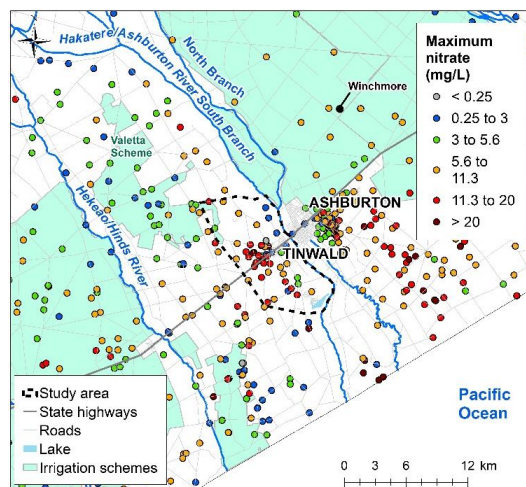 Hakatere/Ashburton River South Branch
North Branch
Winchmore
Valetta
Scheme
Hekeao/Hinds River
ASHBURTON
TINWALD
Pacific
Ocean
Maximum
nitrate
(mg/L)
< 0.25
0.25 to 3
3 to 5.6
5.6 to
11.3
11.3 to 20
> 20
Study area
State highways
Roads
Lake
Irrigation schemes
0 3 6 12 km